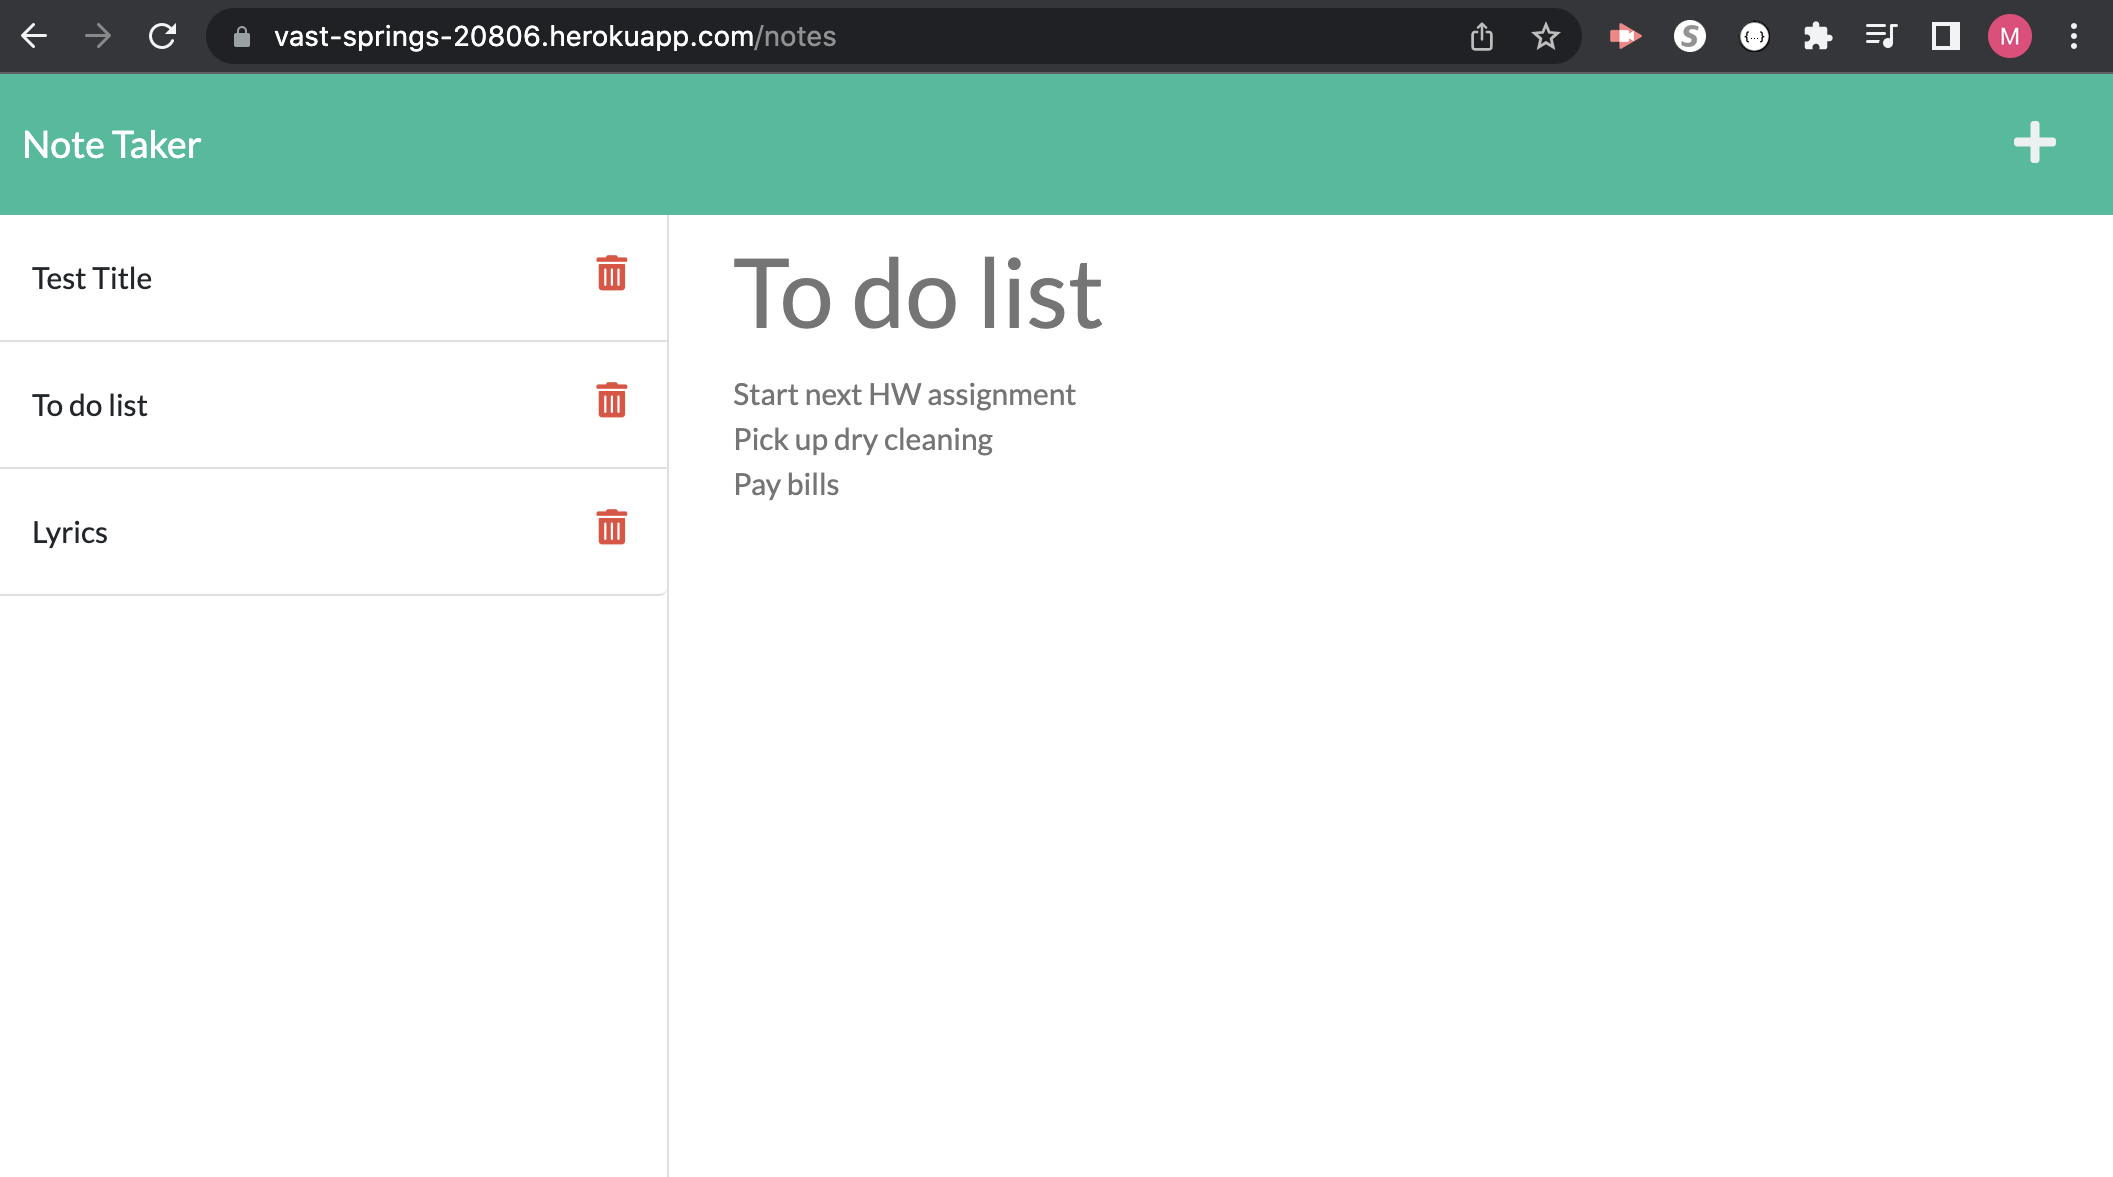 vast-springs-20806.herokuapp.com/notes
S
{...}
M
Note Taker
Test Title
To do list
Lyrics
To do list
Start next HW assignment
Pick up dry cleaning
Pay bills